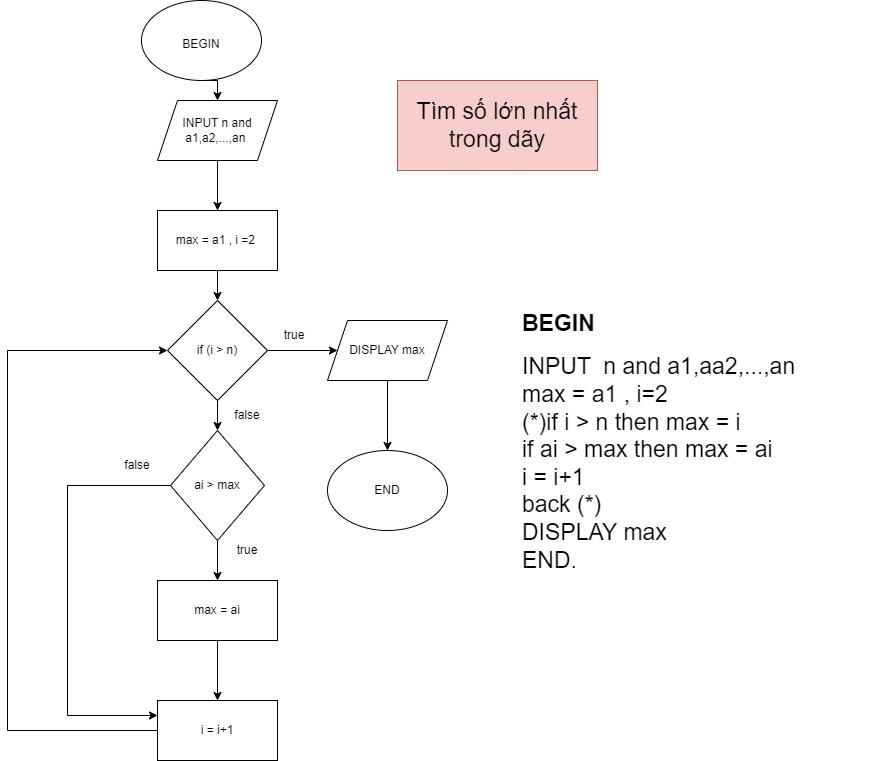 BEGIN
INPUT n and
a1,a2,...,an
max = a1 , i =2
if (i > n)
true
DISPLAY max
END
false
ai > max
false
true
max = ai
i = i+1
Tìm số lớn nhất
trong dãy
BEGIN
INPUT n and a1,aa2,...,an
max = a1 , i=2
(*)if i > n then max = i
if ai > max then max = ai
i = i+1
back (*)
DISPLAY max
END.